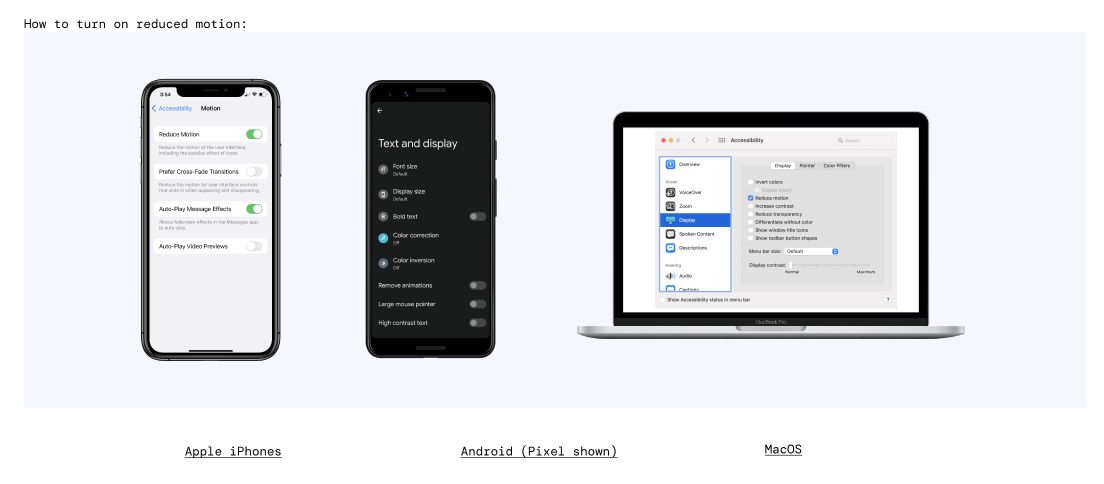 How to turn on reduced motion:
3:54
Accessibility Motion
Reduce Motion
Reduce the motion of the user interface,
including the parallax effect of icons.
Prefer Cross-Fade Transitions
Reduce the motion for user interface controls
that slide in when appearing and disappearing.
Auto-Play Message Effects
Allows fullscreen effects in the Messages app
to auto-play.
Auto-Play Video Previews
Text and display
Font size
Default
Display size
Default
B Bold text
Color correction
Off
Color inversion
Off
Remove animations
Large mouse pointer
High contrast text
Accessibility
Search
Overview
Vision
VoiceOver
Zoom
Display
Spoken Content
Descriptions
Hearing
Audio
Captions
Display Pointer Color Filters
Invert colors
Classic Invert
Reduce motion
Increase contrast
Reduce transparency
Differentiate without color
Show window title icons
Show toolbar button shapes
Menu bar size: Default
Display contrast:
Normal Maximum
Show Accessibility status in menu bar
?
MacBook Pro
Apple iPhones
Android (Pixel shown)
MacOS